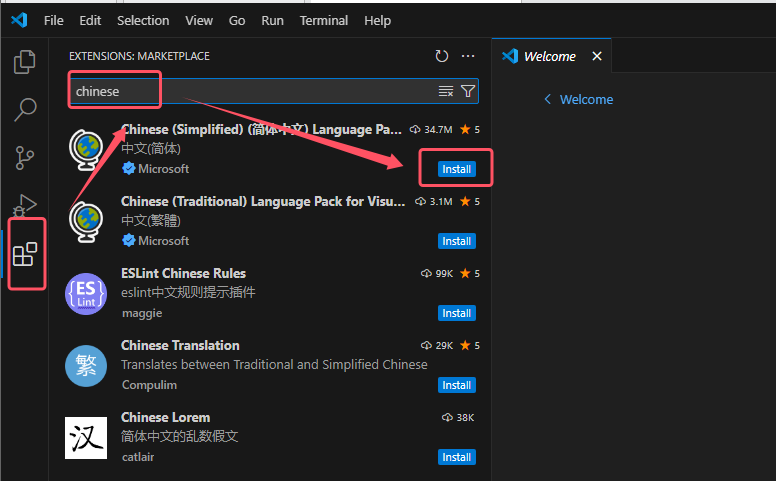 File Edit Selection View Go Run Terminal Help
EXTENSIONS: MARKETPLACE
Welcome
chinese
Welcome
Chinese (Simplified) (简体中文) Language Pa... 34.7M 5
中文(简体)
Microsoft Install
Chinese (Traditional) Language Pack for Visu... 3.1M 5
中文(繁體)
Microsoft Install
ES
Lint
ESLint Chinese Rules 99K 5
eslint中文规则提示插件
maggie Install
繁
Chinese Translation 29K 5
Translates between Traditional and Simplified Chinese
Compulim Install
汉
Chinese Lorem 38K
简体中文的乱数假文
catlair Install